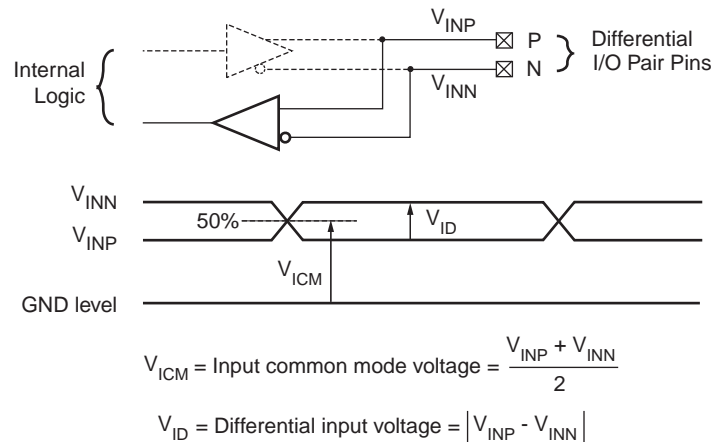 V_INP
P
Differential
I/O Pair Pins
N
V_INN
Internal
Logic
V_INN
50%
V_ID
V_INP
V_ICM
GND level
V_ICM = Input common mode voltage = (V_INP + V_INN) / 2
V_ID = Differential input voltage = |V_INP - V_INN|